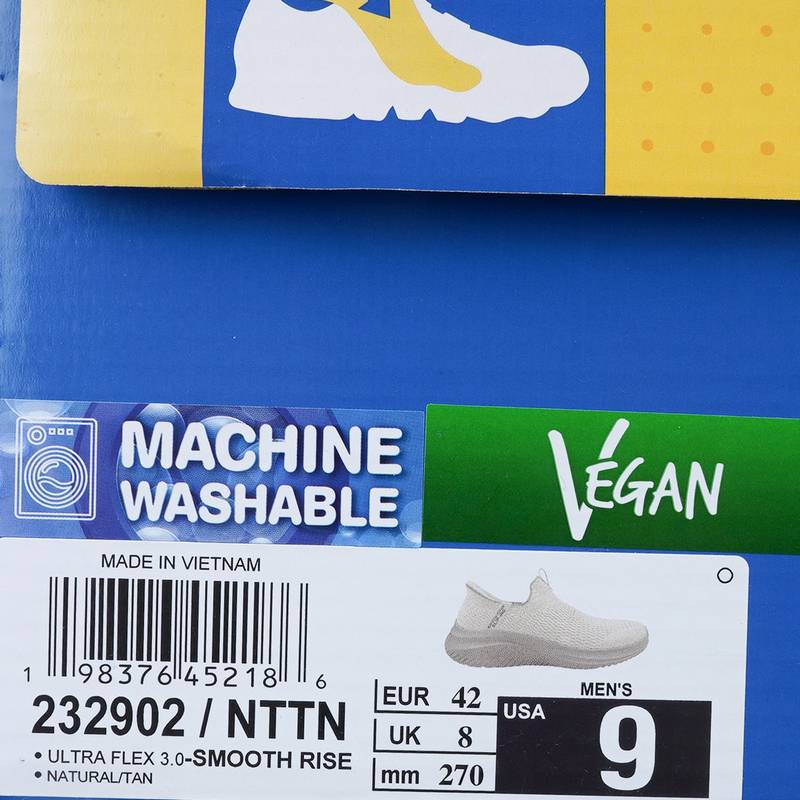 MACHINE
WASHABLE
VEGAN
MADE IN VIETNAM
1 98376 45218 6
232902 / NTTN
• ULTRA FLEX 3.0-SMOOTH RISE
• NATURAL/TAN
EUR 42
UK 8
mm 270
MEN'S
USA 9